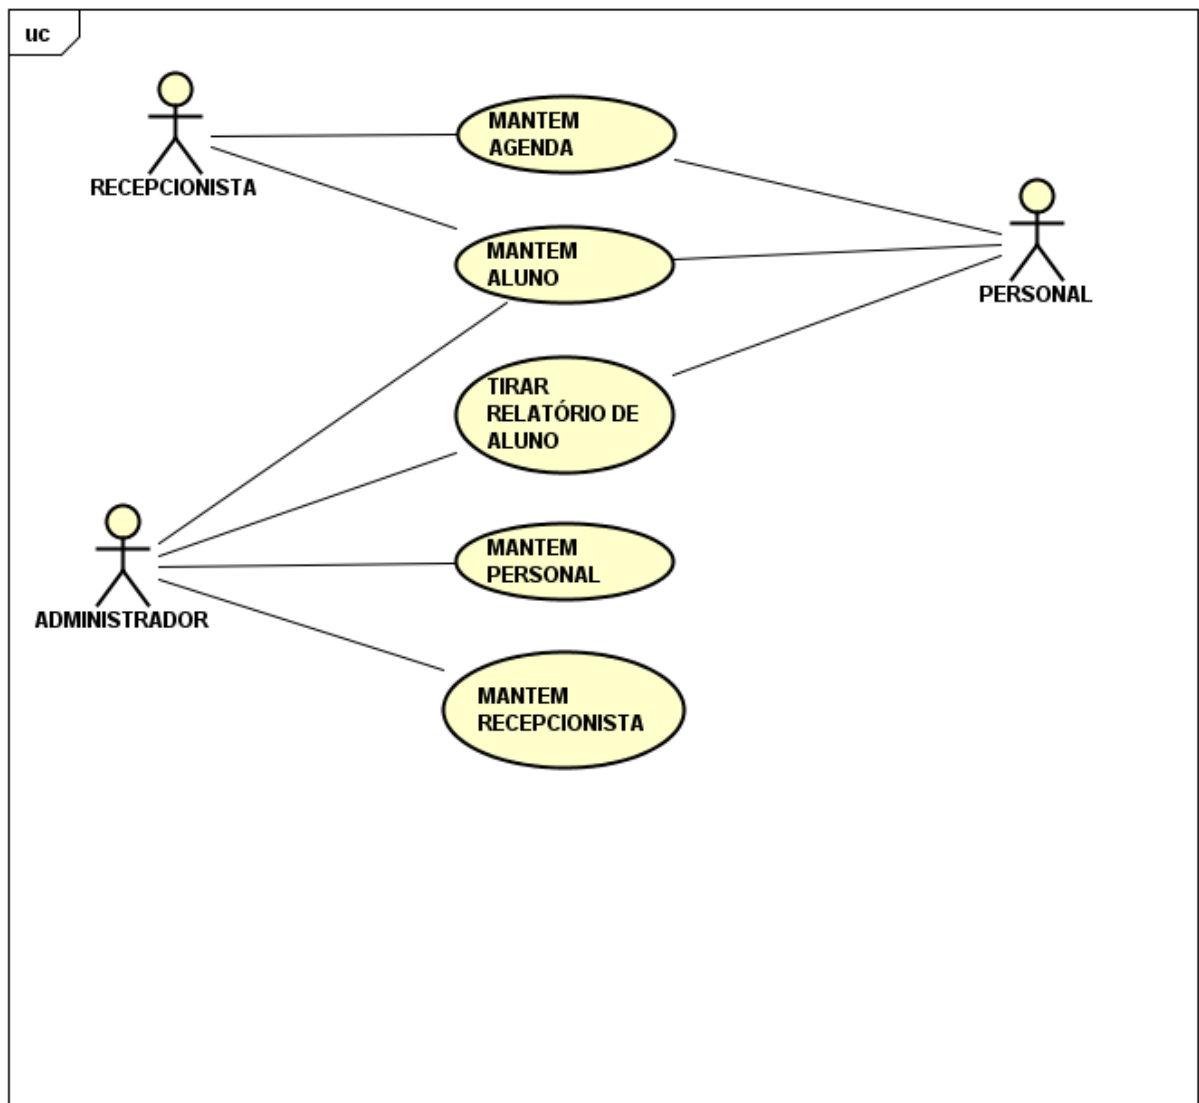 uc
RECEPCIONISTA
MANTEM
AGENDA
MANTEM
ALUNO
PERSONAL
TIRAR
RELATÓRIO DE
ALUNO
ADMINISTRADOR
MANTEM
PERSONAL
MANTEM
RECEPCIONISTA